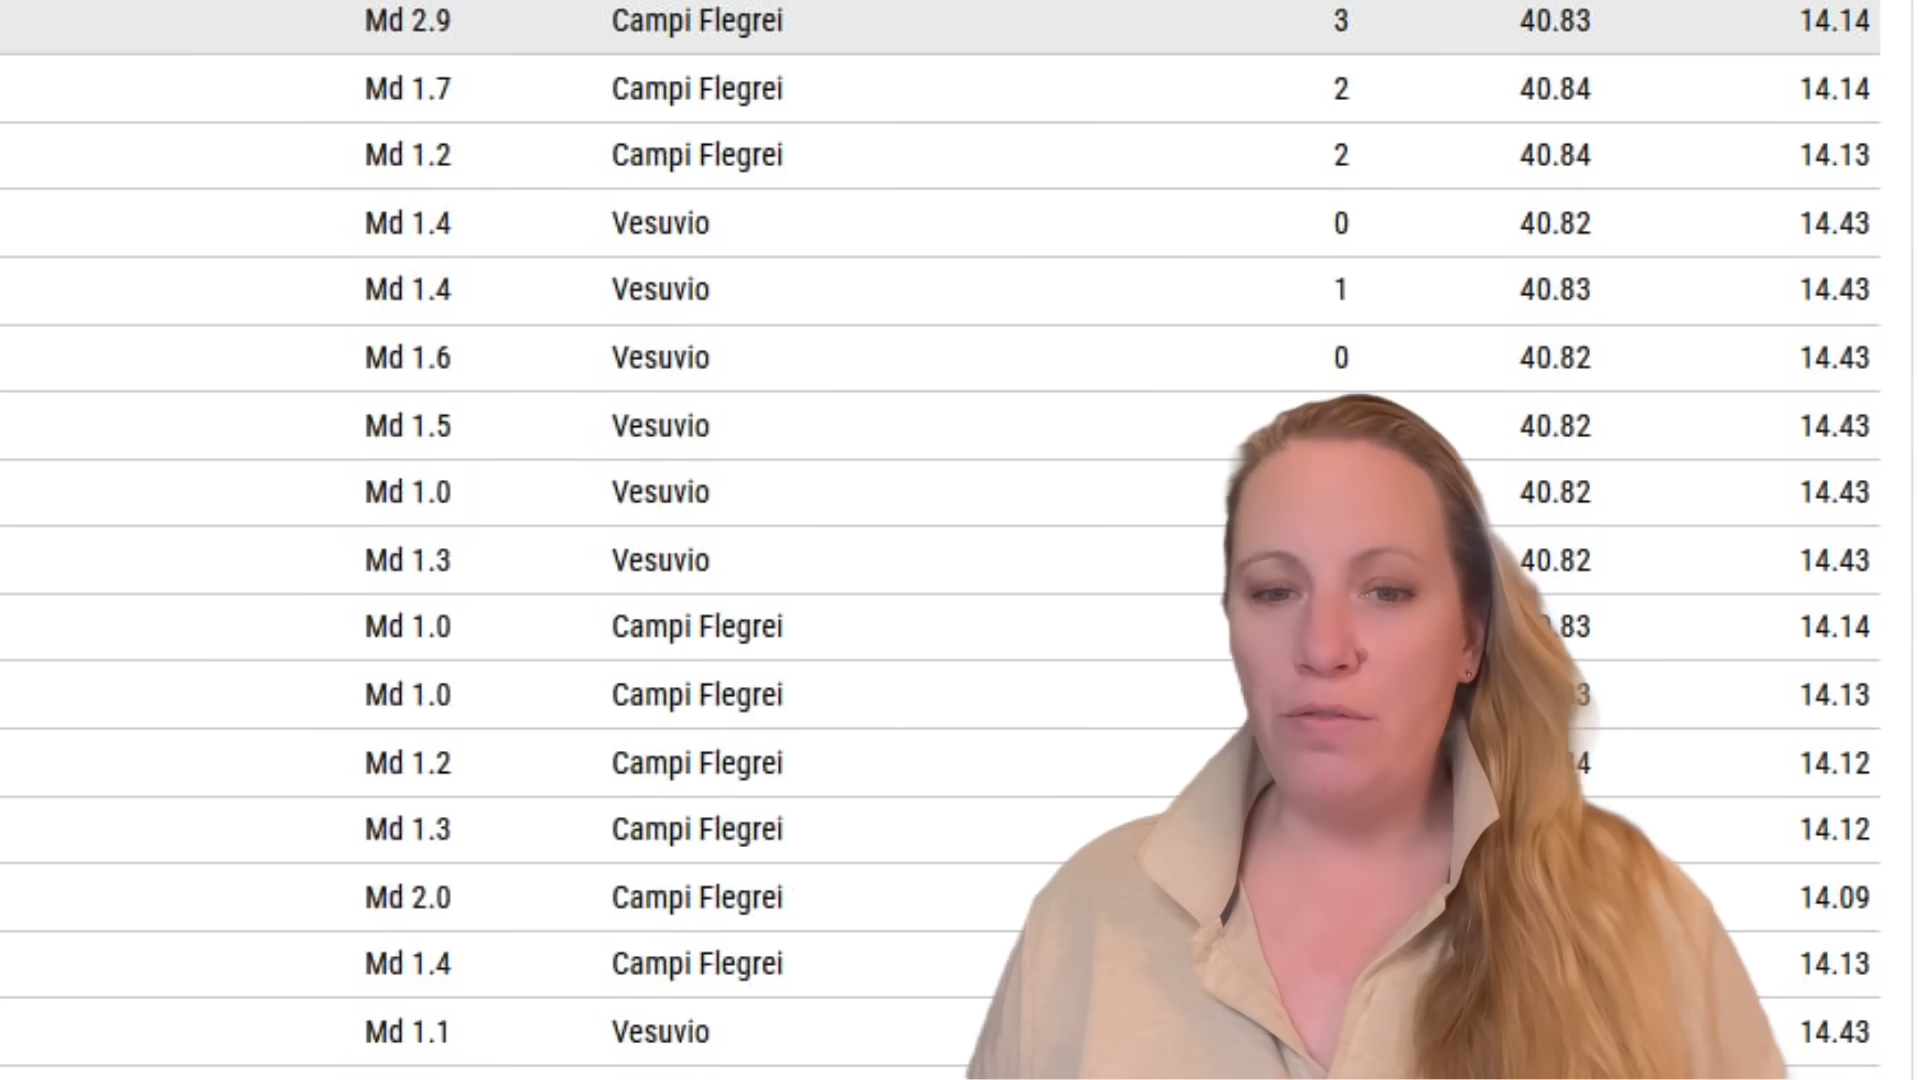 Md 2.9 Campi Flegrei 3 40.83 14.14
Md 1.7 Campi Flegrei 2 40.84 14.14
Md 1.2 Campi Flegrei 2 40.84 14.13
Md 1.4 Vesuvio 0 40.82 14.43
Md 1.4 Vesuvio 1 40.83 14.43
Md 1.6 Vesuvio 0 40.82 14.43
Md 1.5 Vesuvio 40.82 14.43
Md 1.0 Vesuvio 40.82 14.43
Md 1.3 Vesuvio 40.82 14.43
Md 1.0 Campi Flegrei 14.14
Md 1.0 Campi Flegrei 14.13
Md 1.2 Campi Flegrei 14.12
Md 1.3 Campi Flegrei 14.12
Md 2.0 Campi Flegrei 14.09
Md 1.4 Campi Flegrei 14.13
Md 1.1 Vesuvio 14.43